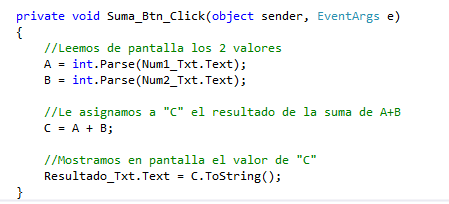 private void Suma_Btn_Click(object sender, EventArgs e)
{
//Leemos de pantalla los 2 valores
A = int.Parse(Num1_Txt.Text);
B = int.Parse(Num2_Txt.Text);
//Le asignamos a "C" el resultado de la suma de A+B
C = A + B;
//Mostramos en pantalla el valor de "C"
Resultado_Txt.Text = C.ToString();
}